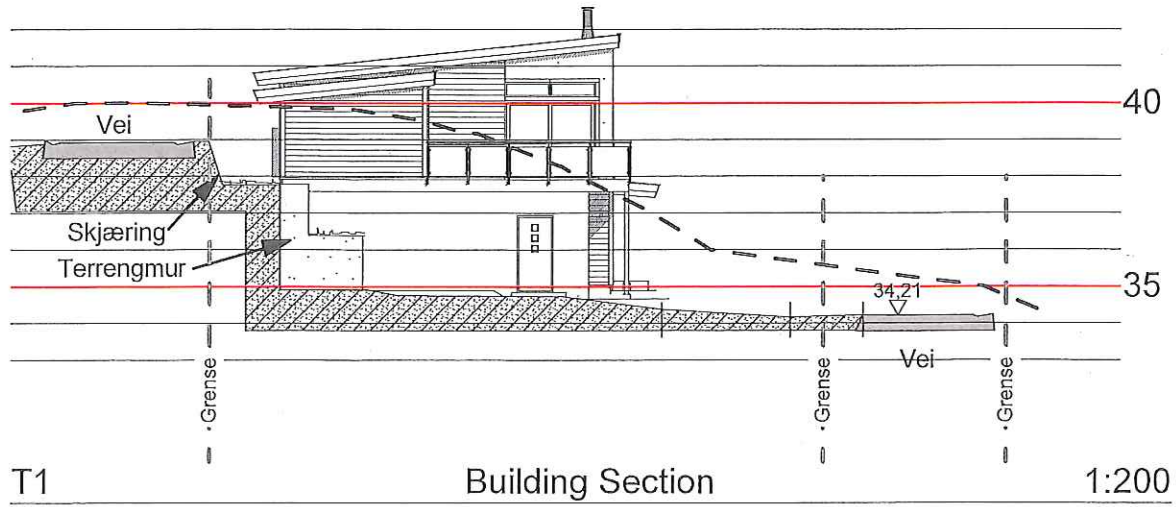 40
Vei
Skjæring
Terrengmur
35
34,21
Vei
Grense
Grense
Grense
T1 Building Section 1:200